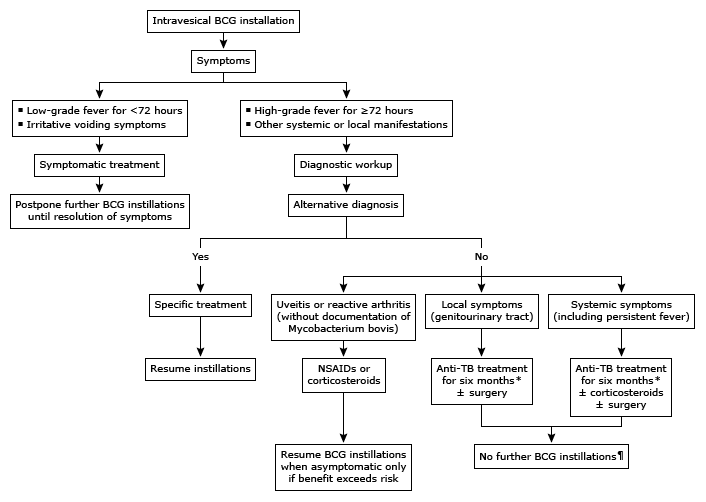 Intravesical BCG installation
Symptoms
▪ Low-grade fever for <72 hours
▪ Irritative voiding symptoms
▪ High-grade fever for ≥72 hours
▪ Other systemic or local manifestations
Symptomatic treatment
Diagnostic workup
Postpone further BCG instillations
until resolution of symptoms
Alternative diagnosis
Yes
No
Specific treatment
Uveitis or reactive arthritis
(without documentation of
Mycobacterium bovis)
Local symptoms
(genitourinary tract)
Systemic symptoms
(including persistent fever)
Resume instillations
NSAIDs or
corticosteroids
Anti-TB treatment
for six months*
± surgery
Anti-TB treatment
for six months*
± corticosteroids
± surgery
Resume BCG instillations
when asymptomatic only
if benefit exceeds risk
No further BCG instillations¶